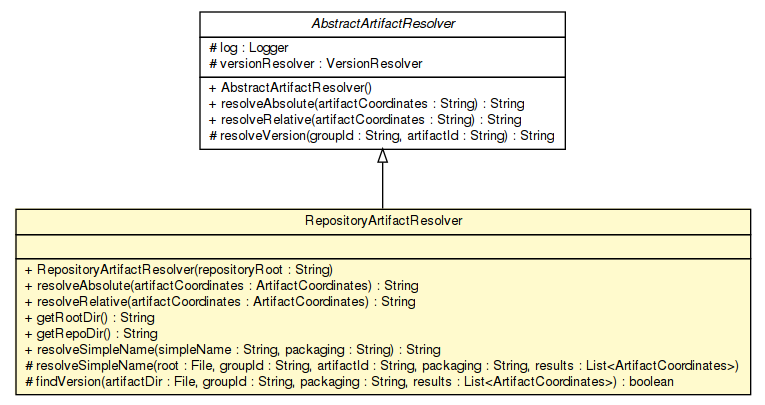 AbstractArtifactResolver
# log : Logger
# versionResolver : VersionResolver
+ AbstractArtifactResolver()
+ resolveAbsolute(artifactCoordinates : String) : String
+ resolveRelative(artifactCoordinates : String) : String
# resolveVersion(groupId : String, artifactId : String) : String
RepositoryArtifactResolver
+ RepositoryArtifactResolver(repositoryRoot : String)
+ resolveAbsolute(artifactCoordinates : ArtifactCoordinates) : String
+ resolveRelative(artifactCoordinates : ArtifactCoordinates) : String
+ getRootDir() : String
+ getRepoDir() : String
+ resolveSimpleName(simpleName : String, packaging : String) : String
# resolveSimpleName(root : File, groupId : String, artifactId : String, packaging : String, results : List<ArtifactCoordinates>)
# findVersion(artifactDir : File, groupId : String, packaging : String, results : List<ArtifactCoordinates>) : boolean